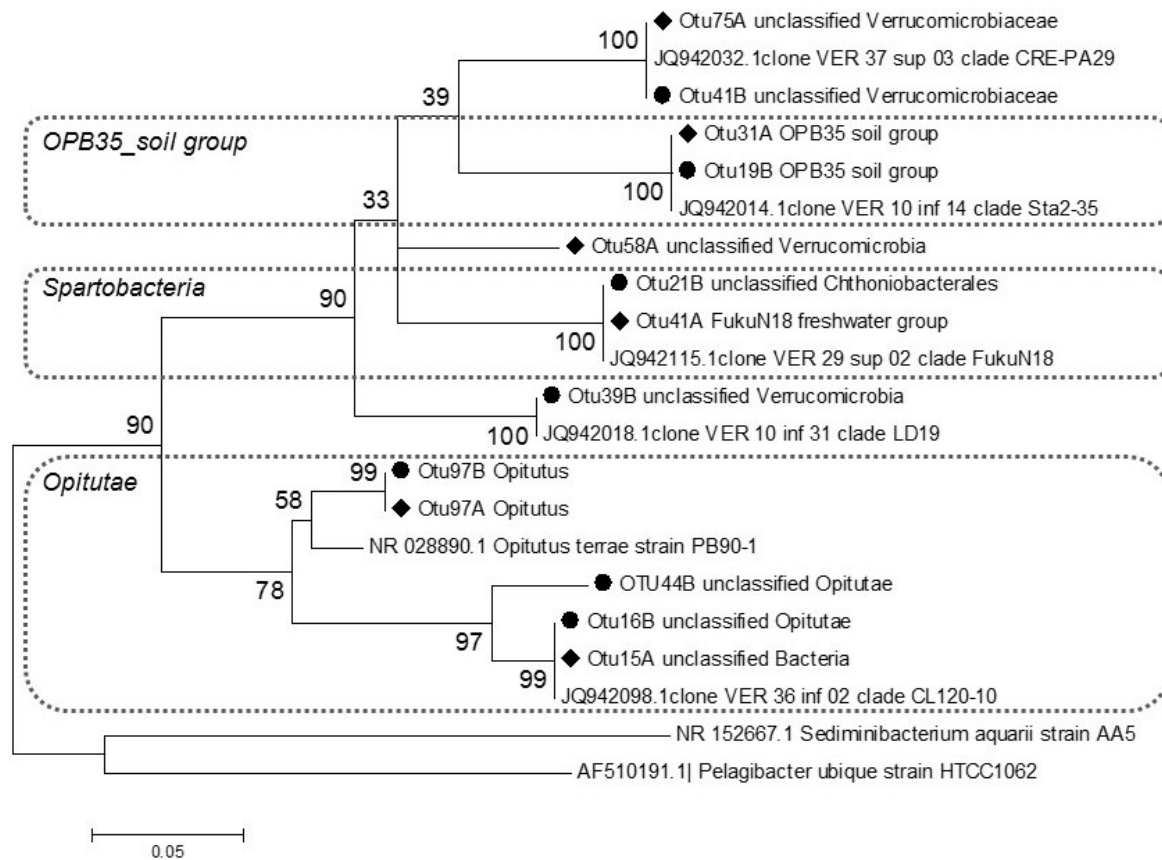 Otu75A unclassified Verrucomicrobiaceae
100
JQ942032.1clone VER 37 sup 03 clade CRE-PA29
39
Otu41B unclassified Verrucomicrobiaceae
OPB35_soil group
Otu31A OPB35 soil group
Otu19B OPB35 soil group
100
33
JQ942014.1clone VER 10 inf 14 clade Sta2-35
Otu58A unclassified Verrucomicrobia
Spartobacteria
Otu21B unclassified Chthoniobacterales
90
Otu41A FukuN18 freshwater group
100
JQ942115.1clone VER 29 sup 02 clade FukuN18
Otu39B unclassified Verrucomicrobia
90
100
JQ942018.1clone VER 10 inf 31 clade LD19
Opitutae
99
Otu97B Opitutus
58
Otu97A Opitutus
NR 028890.1 Opitutus terrae strain PB90-1
78
OTU44B unclassified Opitutae
Otu16B unclassified Opitutae
97
Otu15A unclassified Bacteria
99
JQ942098.1clone VER 36 inf 02 clade CL120-10
NR 152667.1 Sediminibacterium aquarii strain AA5
AF510191.1| Pelagibacter ubique strain HTCC1062
0.05